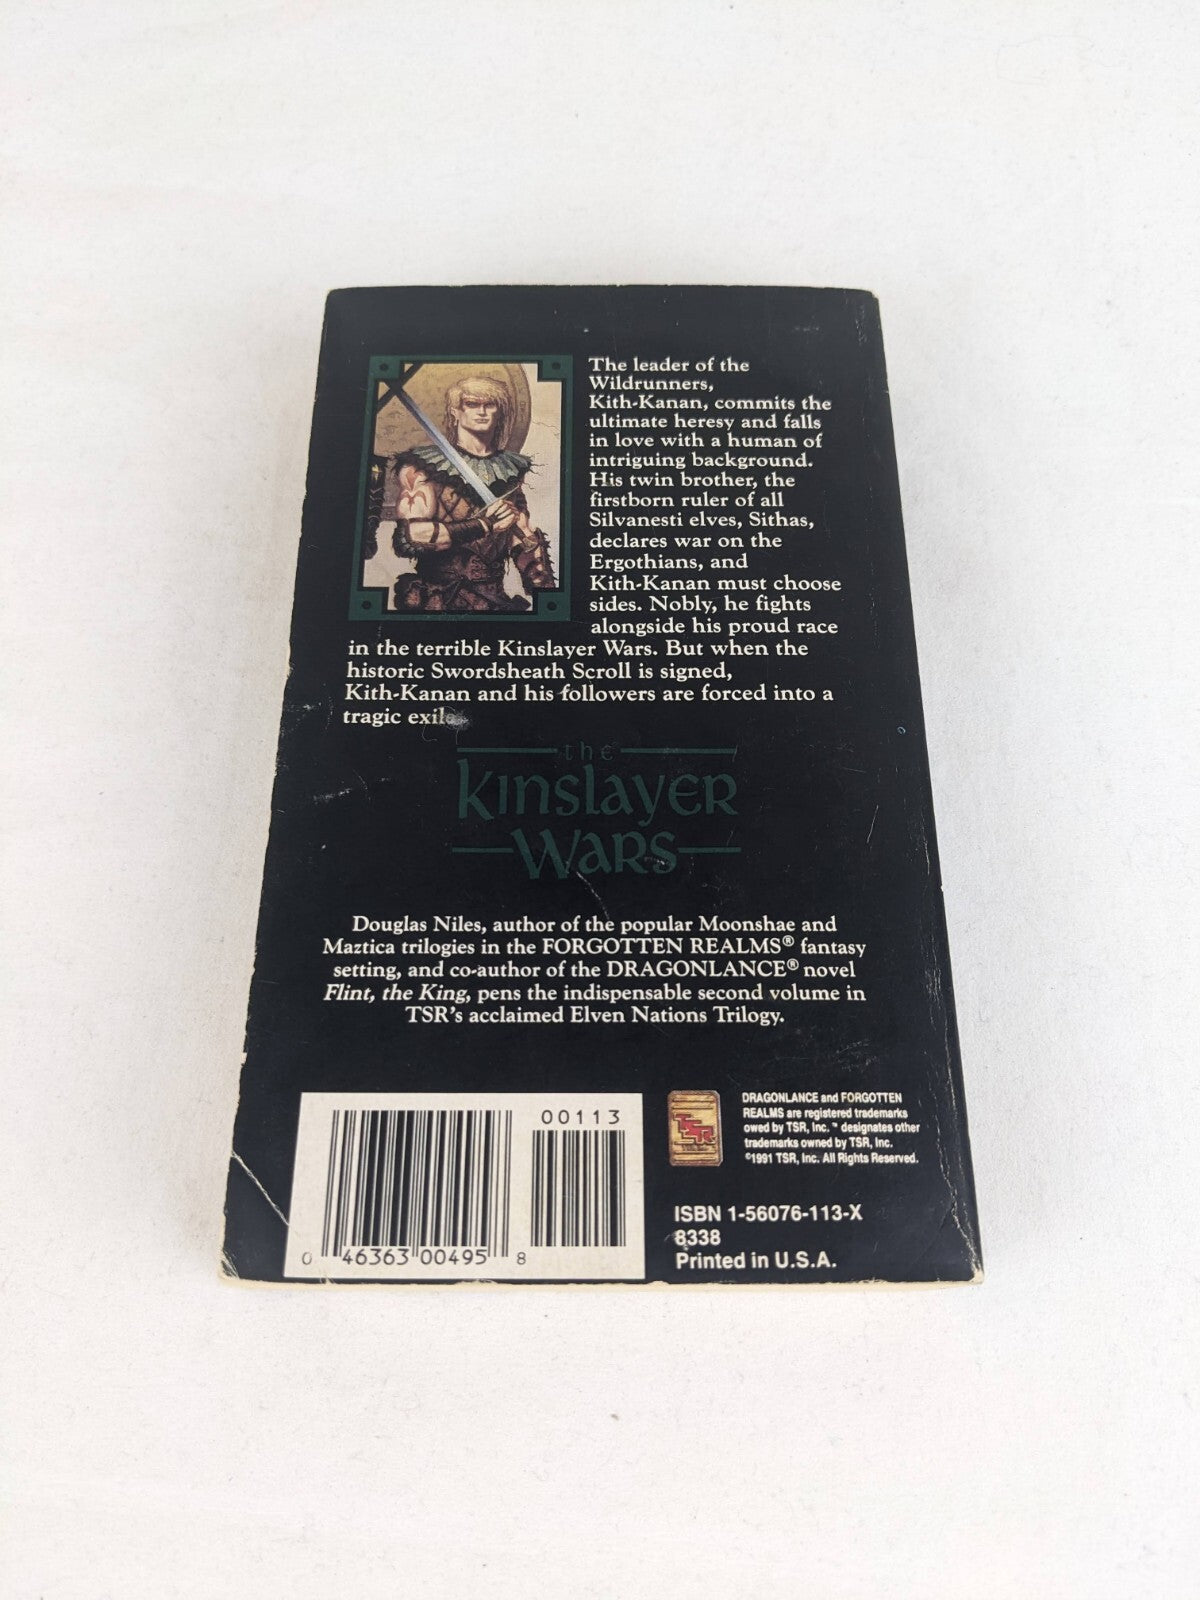 The leader of the
Wildrunners,
Kith-Kanan, commits the
ultimate heresy and falls
in love with a human of
intriguing background.
His twin brother, the
firstborn ruler of all
Silvanesti elves, Sithas,
declares war on the
Ergothians, and
Kith-Kanan must choose
sides. Nobly, he fights
alongside his proud race
in the terrible Kinslayer Wars. But when the
historic Swordsheath Scroll is signed,
Kith-Kanan and his followers are forced into a
tragic exile.
the
Kinslayer
Wars
Douglas Niles, author of the popular Moonshae and
Maztica trilogies in the FORGOTTEN REALMS® fantasy
setting, and co-author of the DRAGONLANCE® novel
Flint, the King, pens the indispensable second volume in
TSR's acclaimed Elven Nations Trilogy.
00113
0 46363 00495 8
TSR
DRAGONLANCE and FORGOTTEN
REALMS are registered trademarks
owed by TSR, Inc. ™ designates other
trademarks owned by TSR, Inc.
©1991 TSR, Inc. All Rights Reserved.
ISBN 1-56076-113-X
8338
Printed in U.S.A.